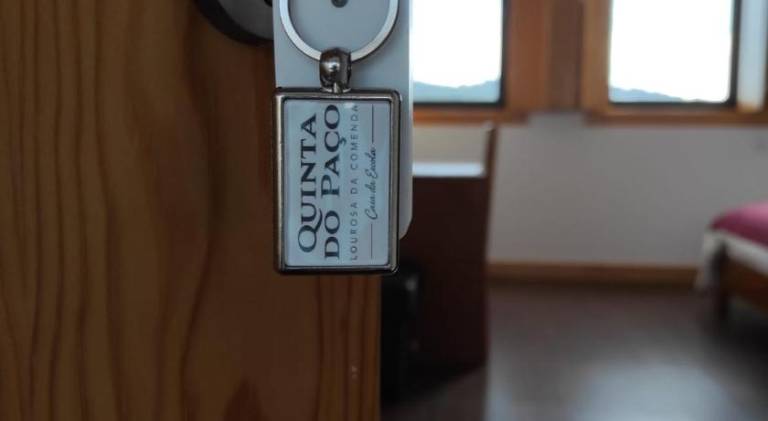 QUINTA
DO PAÇO
LOUROSA DA COMENDA
Casa da Escola